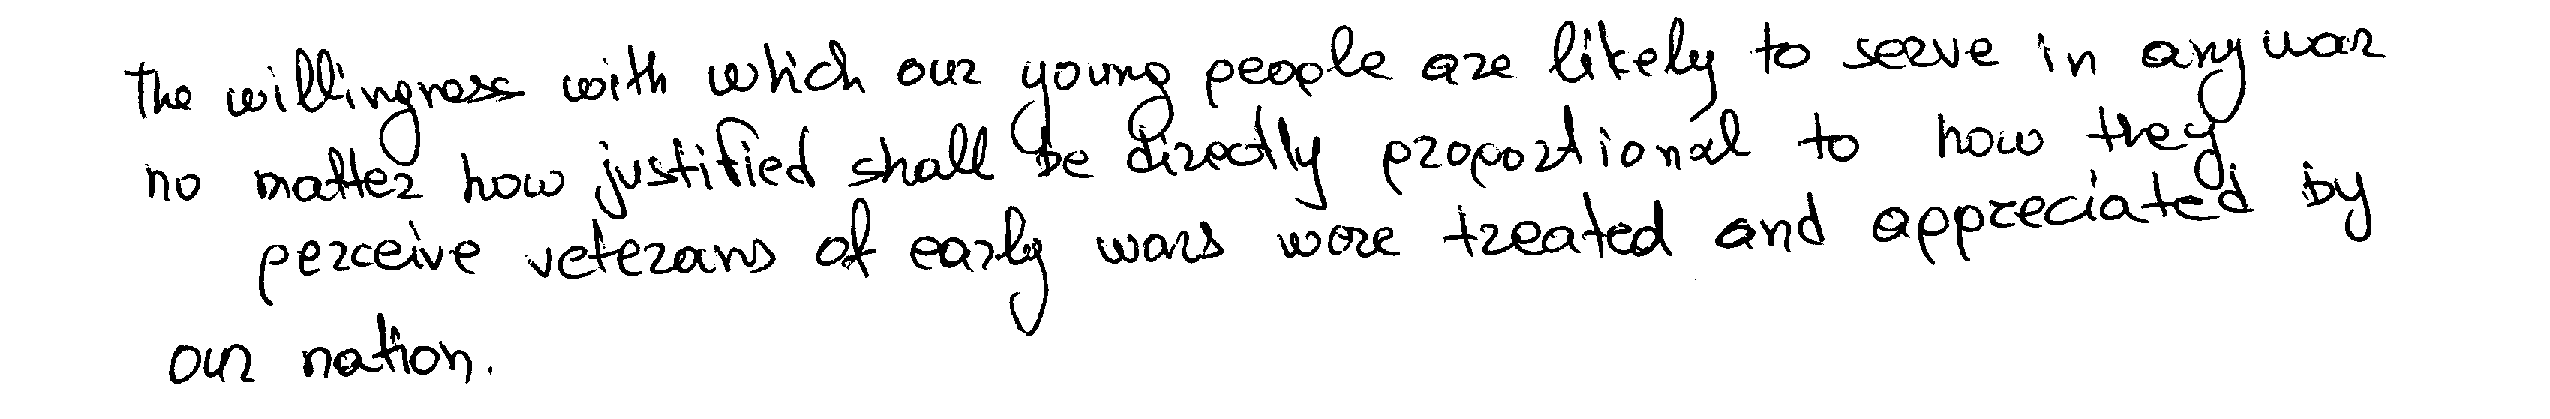 The willingness with which our young people are likely to serve in any war
no matter how justified shall be directly proportional to how they
perceive veterans of early wars were treated and appreciated by
our nation.